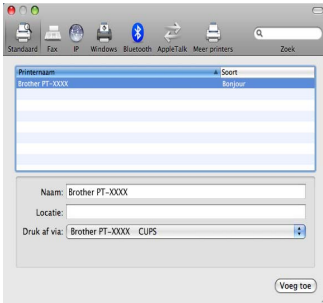 Standaard Fax IP Windows Bluetooth AppleTalk Meer printers Zoek
Printernaam Soort
Brother PT-XXXX Bonjour
Naam: Brother PT-XXXX
Locatie:
Druk af via: Brother PT-XXXX CUPS
Voeg toe